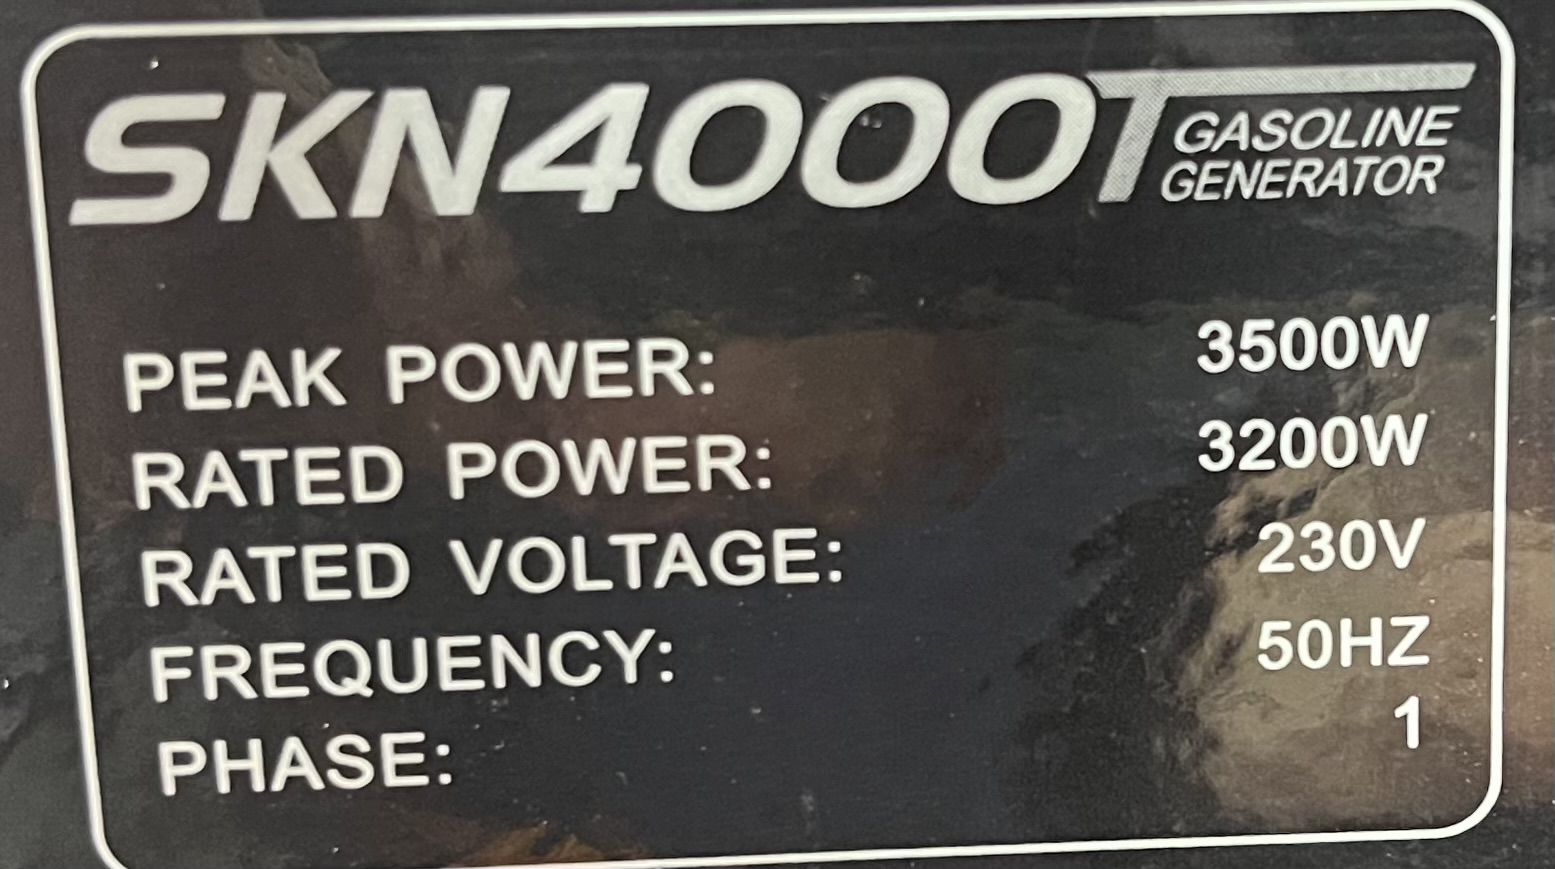 SKN4000T GASOLINE
GENERATOR
PEAK POWER: 3500W
RATED POWER: 3200W
RATED VOLTAGE: 230V
FREQUENCY: 50HZ
PHASE: 1